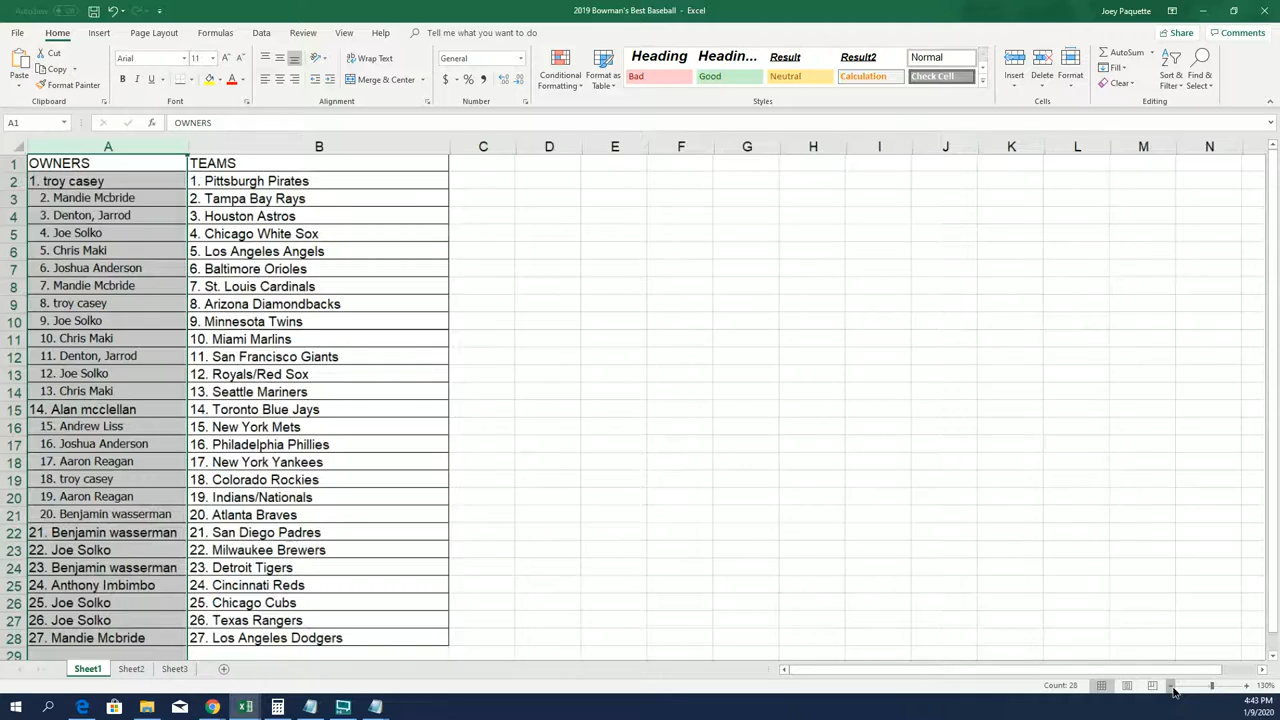 AutoSave
2019 Bowman's Best Baseball - Excel
Joey Paquette
File Home Insert Page Layout Formulas Data Review View Help Tell me what you want to do
Share Comments
Paste
Cut
Copy
Format Painter
Clipboard
Arial 11
B I U
Font
Wrap Text
Merge & Center
Alignment
General
$ % ,
Number
Conditional Formatting
Format as Table
Heading Headin... Result Result2 Normal
Bad Good Neutral Calculation Check Cell
Styles
Insert Delete Format
Cells
AutoSum
Fill
Clear
Sort & Filter
Find & Select
Editing
A1 fx OWNERS
A B C D E F G H I J K L M N
1 OWNERS TEAMS
2 1. troy casey 1. Pittsburgh Pirates
3 2. Mandie Mcbride 2. Tampa Bay Rays
4 3. Denton, Jarrod 3. Houston Astros
5 4. Joe Solko 4. Chicago White Sox
6 5. Chris Maki 5. Los Angeles Angels
7 6. Joshua Anderson 6. Baltimore Orioles
8 7. Mandie Mcbride 7. St. Louis Cardinals
9 8. troy casey 8. Arizona Diamondbacks
10 9. Joe Solko 9. Minnesota Twins
11 10. Chris Maki 10. Miami Marlins
12 11. Denton, Jarrod 11. San Francisco Giants
13 12. Joe Solko 12. Royals/Red Sox
14 13. Chris Maki 13. Seattle Mariners
15 14. Alan mcclellan 14. Toronto Blue Jays
16 15. Andrew Liss 15. New York Mets
17 16. Joshua Anderson 16. Philadelphia Phillies
18 17. Aaron Reagan 17. New York Yankees
19 18. troy casey 18. Colorado Rockies
20 19. Aaron Reagan 19. Indians/Nationals
21 20. Benjamin wasserman 20. Atlanta Braves
22 21. Benjamin wasserman 21. San Diego Padres
23 22. Joe Solko 22. Milwaukee Brewers
24 23. Benjamin wasserman 23. Detroit Tigers
25 24. Anthony Imbimbo 24. Cincinnati Reds
26 25. Joe Solko 25. Chicago Cubs
27 26. Joe Solko 26. Texas Rangers
28 27. Mandie Mcbride 27. Los Angeles Dodgers
29
Sheet1 Sheet2 Sheet3
Count: 28 130%
4:43 PM
1/9/2020